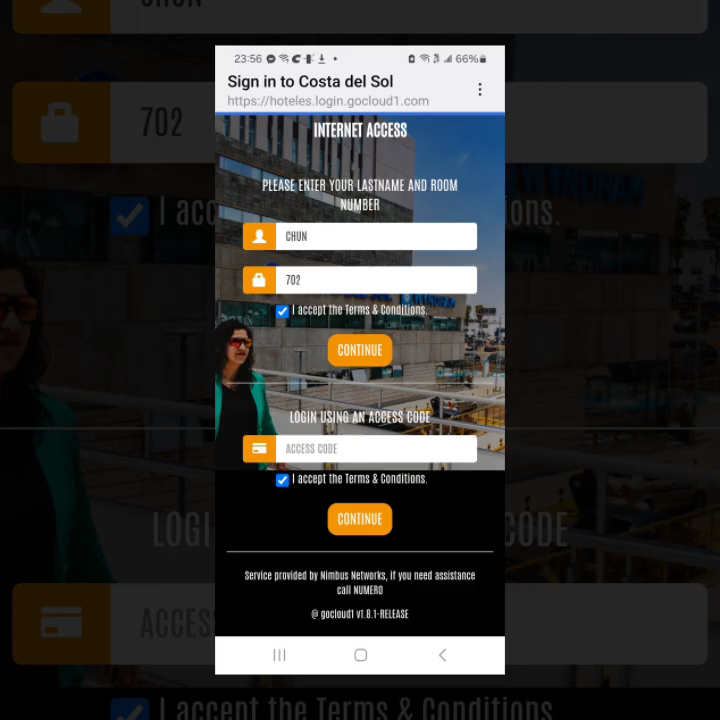 23:56
66%
Sign in to Costa del Sol
https://hoteles.login.gocloud1.com
INTERNET ACCESS
PLEASE ENTER YOUR LASTNAME AND ROOM
NUMBER
CHUN
702
WYNDHAM
I accept the Terms & Conditions.
CONTINUE
LOGIN USING AN ACCESS CODE
ACCESS CODE
I accept the Terms & Conditions.
CONTINUE
Service provided by Nimbus Networks, if you need assistance
call NUMERO
@ gocloud1 v1.8.1-RELEASE